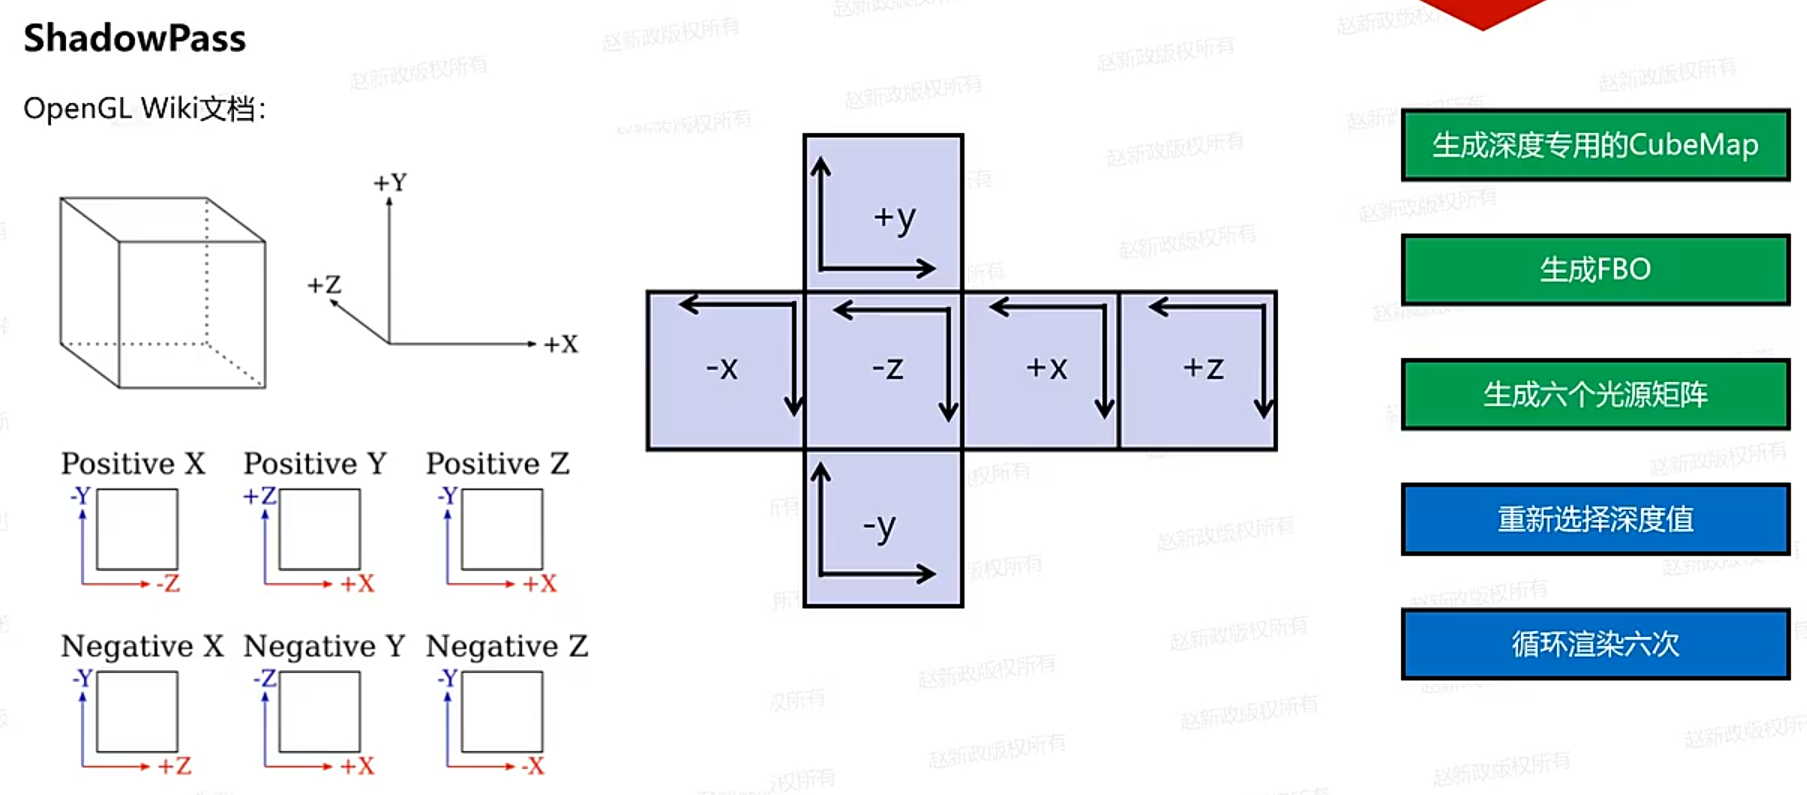 ShadowPass
OpenGL Wiki文档:
+Y
+Z
+X
Positive X
Positive Y
Positive Z
-Y
+Z
-Y
-Z
+X
+X
Negative X
Negative Y
Negative Z
-Y
-Z
-Y
+Z
+X
-X
+y
-x
-z
+x
+z
-y
生成深度专用的CubeMap
生成FBO
生成六个光源矩阵
重新选择深度值
循环渲染六次
赵新政版权所有